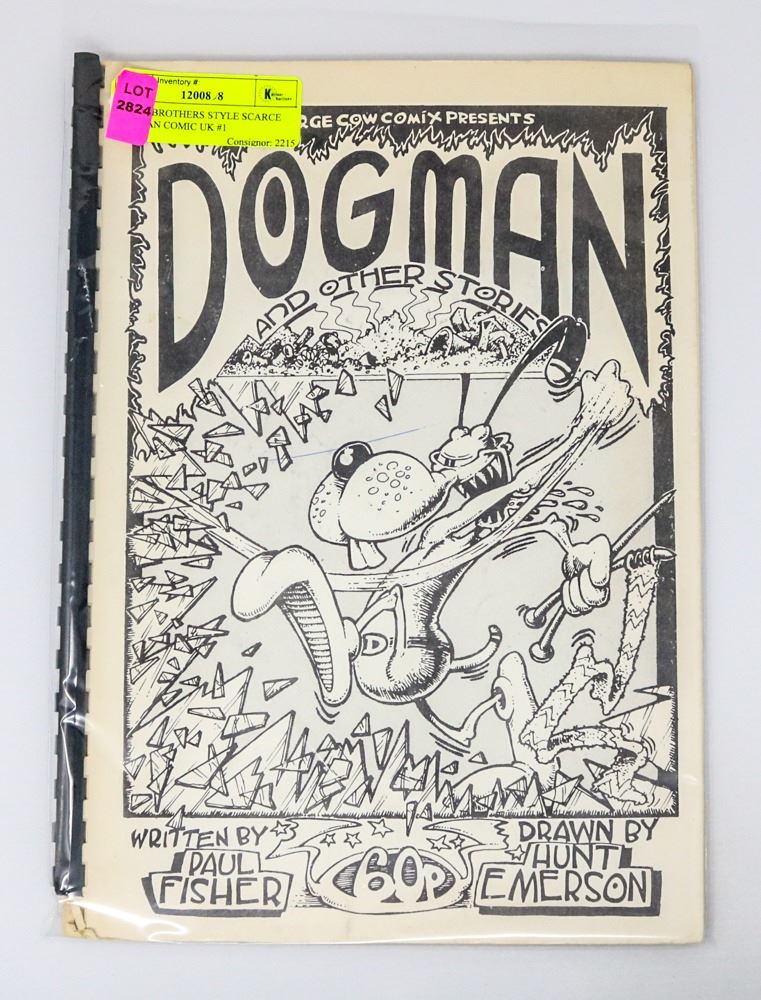 LOT
2824
Inventory #:
12008
8
BROTHERS STYLE SCARCE
AN COMIC UK #1
Consignor: 2215
RGE COW COMIX PRESENTS
DOGMAN
AND OTHER STORIES
D
WRITTEN BY
PAUL
FISHER
60p
DRAWN BY
HUNT
EMERSON